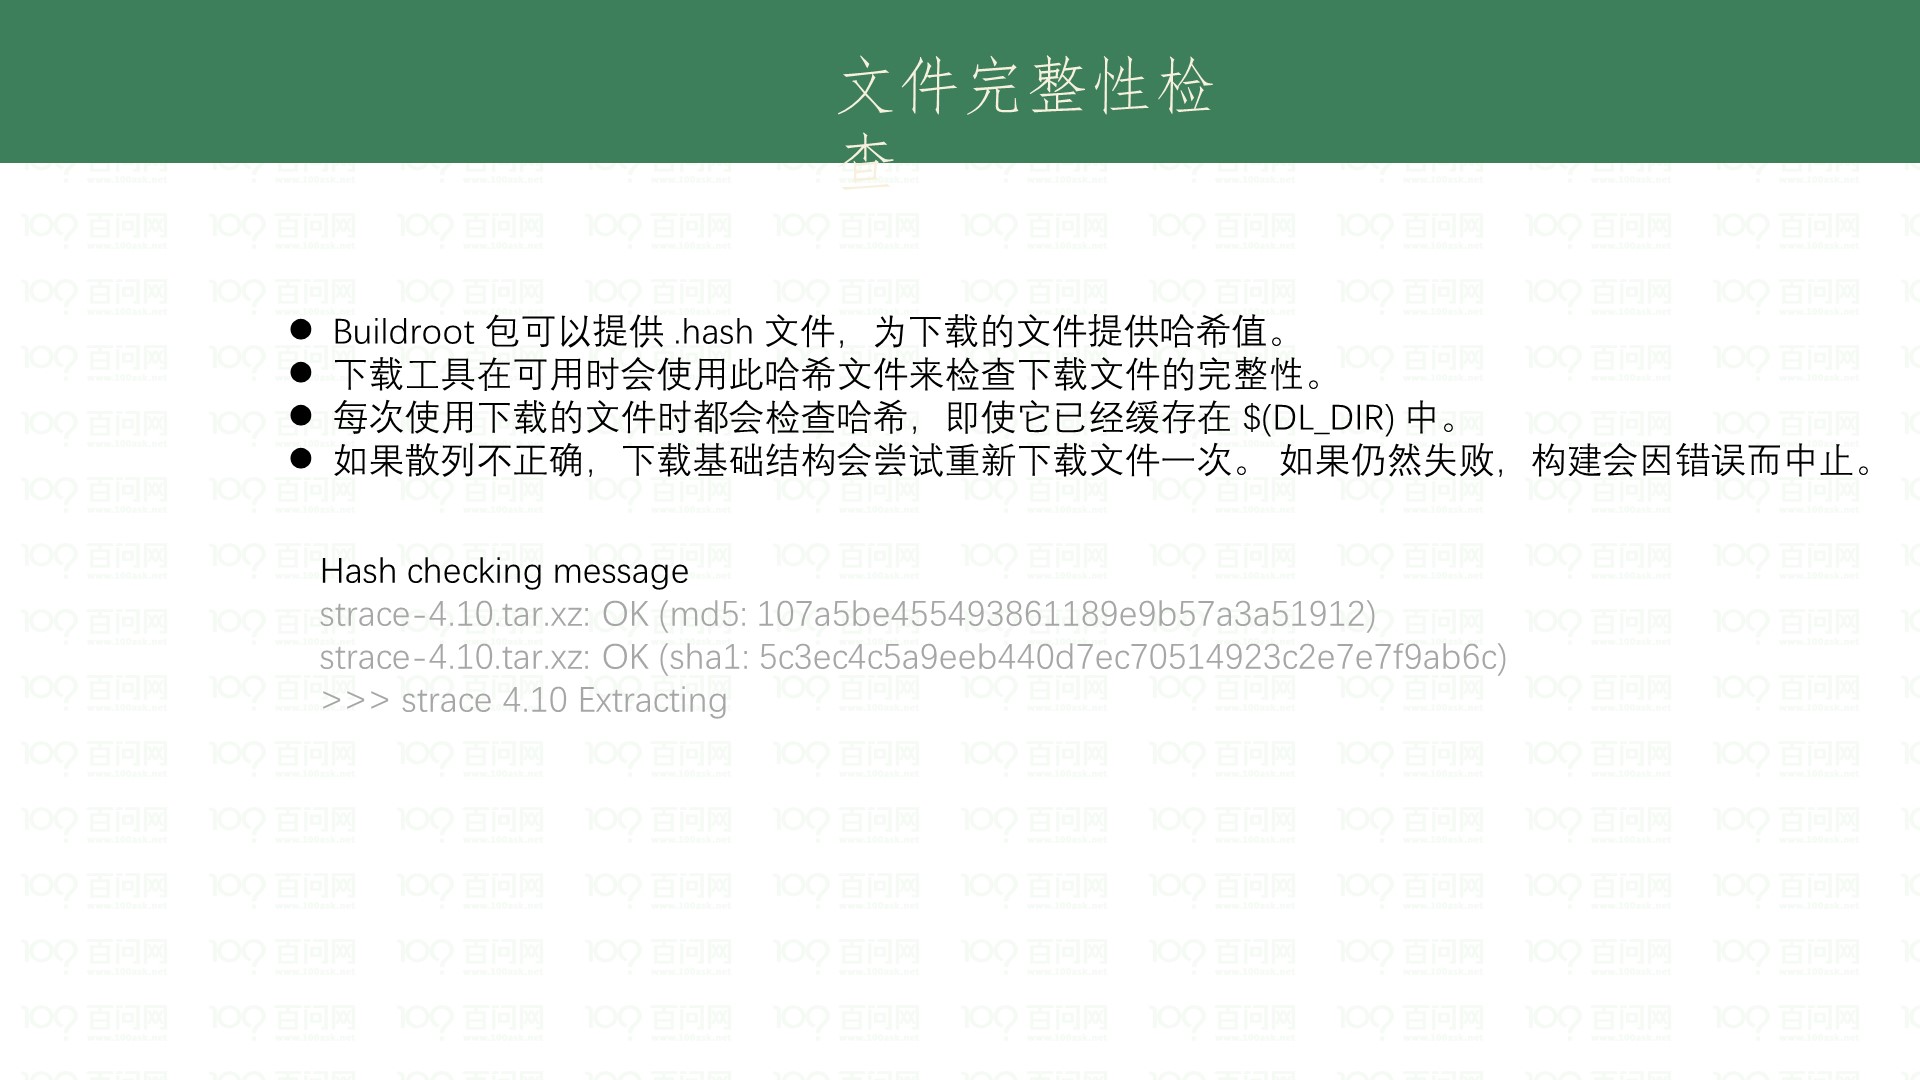 文件完整性检
查
● Buildroot 包可以提供 .hash 文件，为下载的文件提供哈希值。
● 下载工具在可用时会使用此哈希文件来检查下载文件的完整性。
● 每次使用下载的文件时都会检查哈希，即使它已经缓存在 $(DL_DIR) 中。
● 如果散列不正确，下载基础结构会尝试重新下载文件一次。 如果仍然失败，构建会因错误而中止。
Hash checking message
strace-4.10.tar.xz: OK (md5: 107a5be455493861189e9b57a3a51912)
strace-4.10.tar.xz: OK (sha1: 5c3ec4c5a9eeb440d7ec70514923c2e7e7f9ab6c)
>>> strace 4.10 Extracting